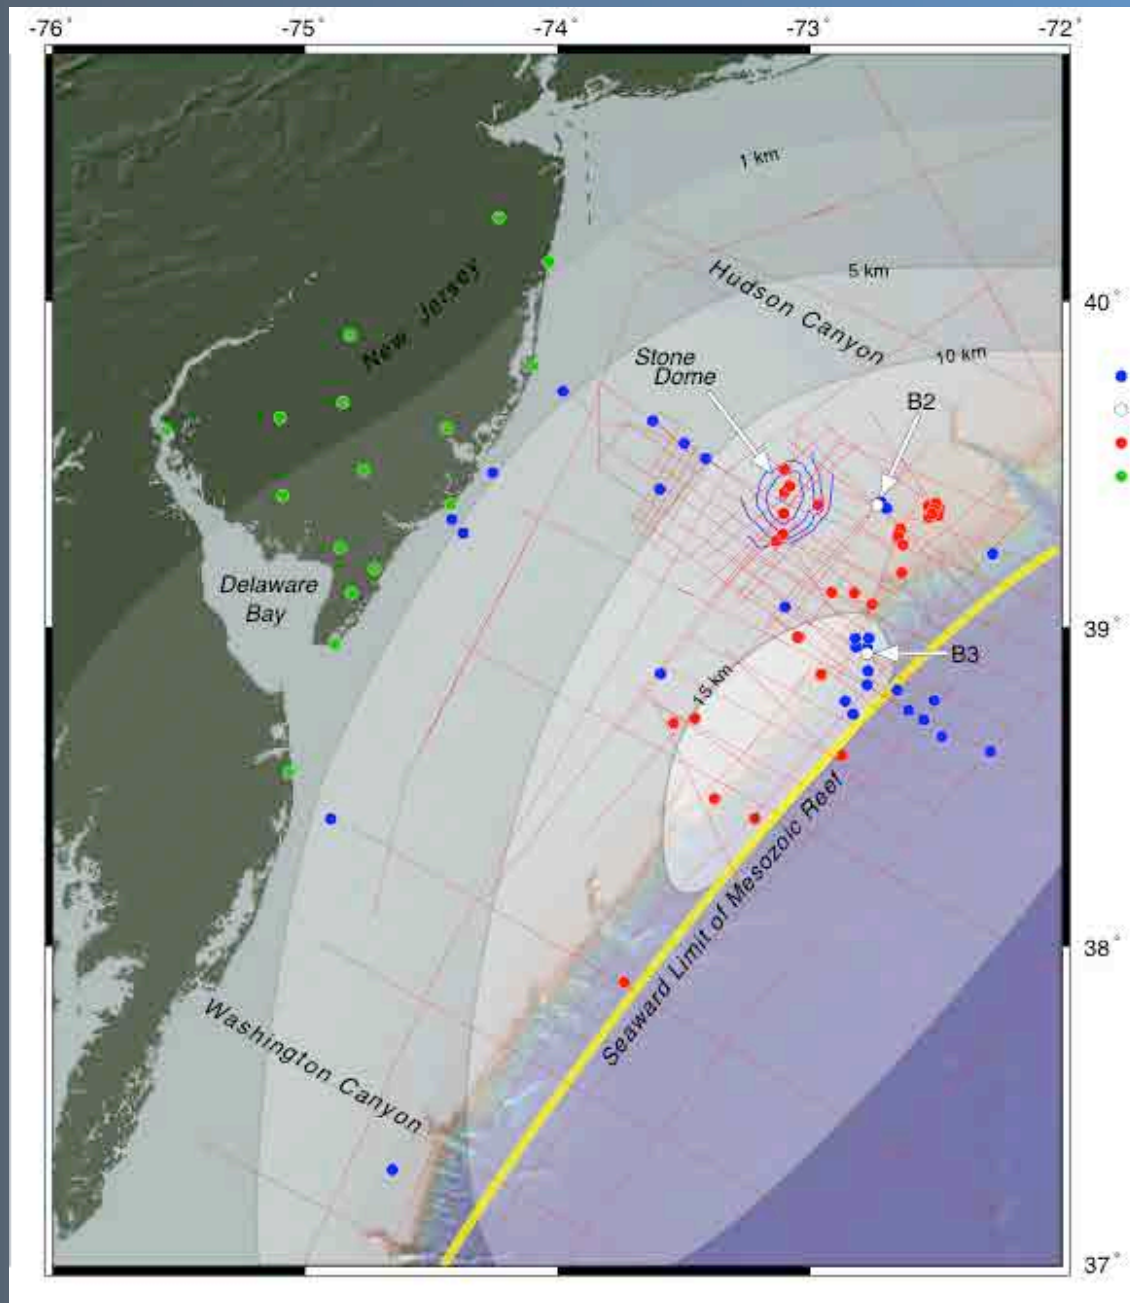 -76˚ -75˚ -74˚ -73˚ -72˚
1 km
5 km
Hudson Canyon
40˚
New Jersey
10 km
Stone
Dome
B2
Delaware
Bay
39˚
B3
15 km
Seaward Limit of Mesozoic Reef
38˚
Washington Canyon
37˚